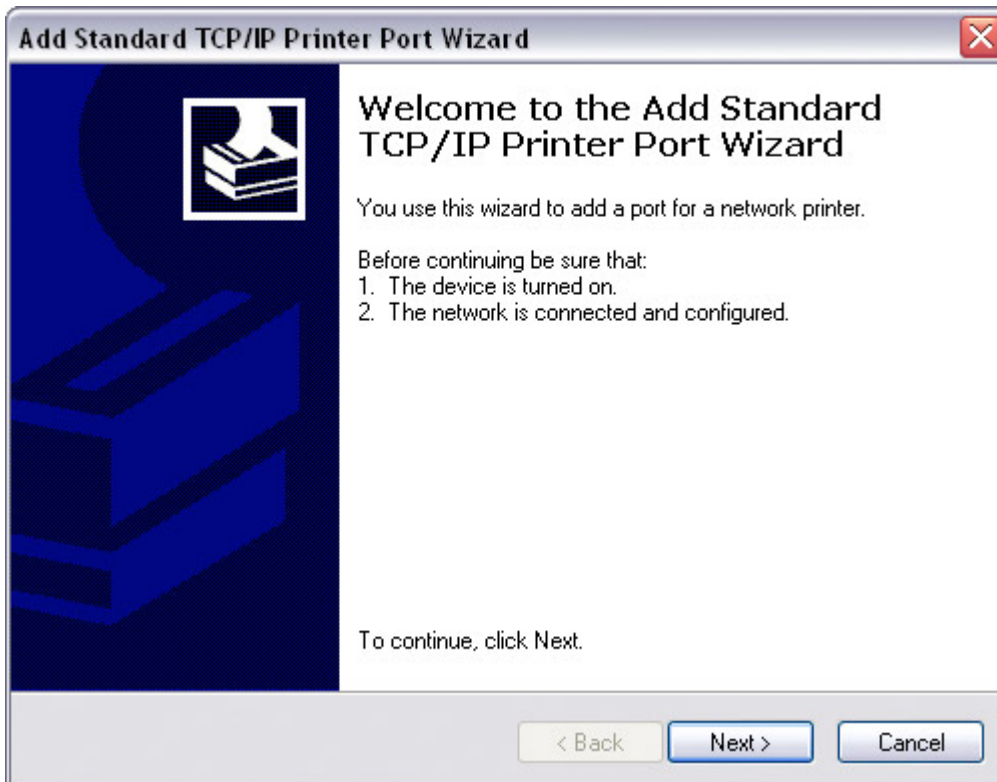 Add Standard TCP/IP Printer Port Wizard
Welcome to the Add Standard
TCP/IP Printer Port Wizard
You use this wizard to add a port for a network printer.
Before continuing be sure that:
1. The device is turned on.
2. The network is connected and configured.
To continue, click Next.
< Back Next > Cancel